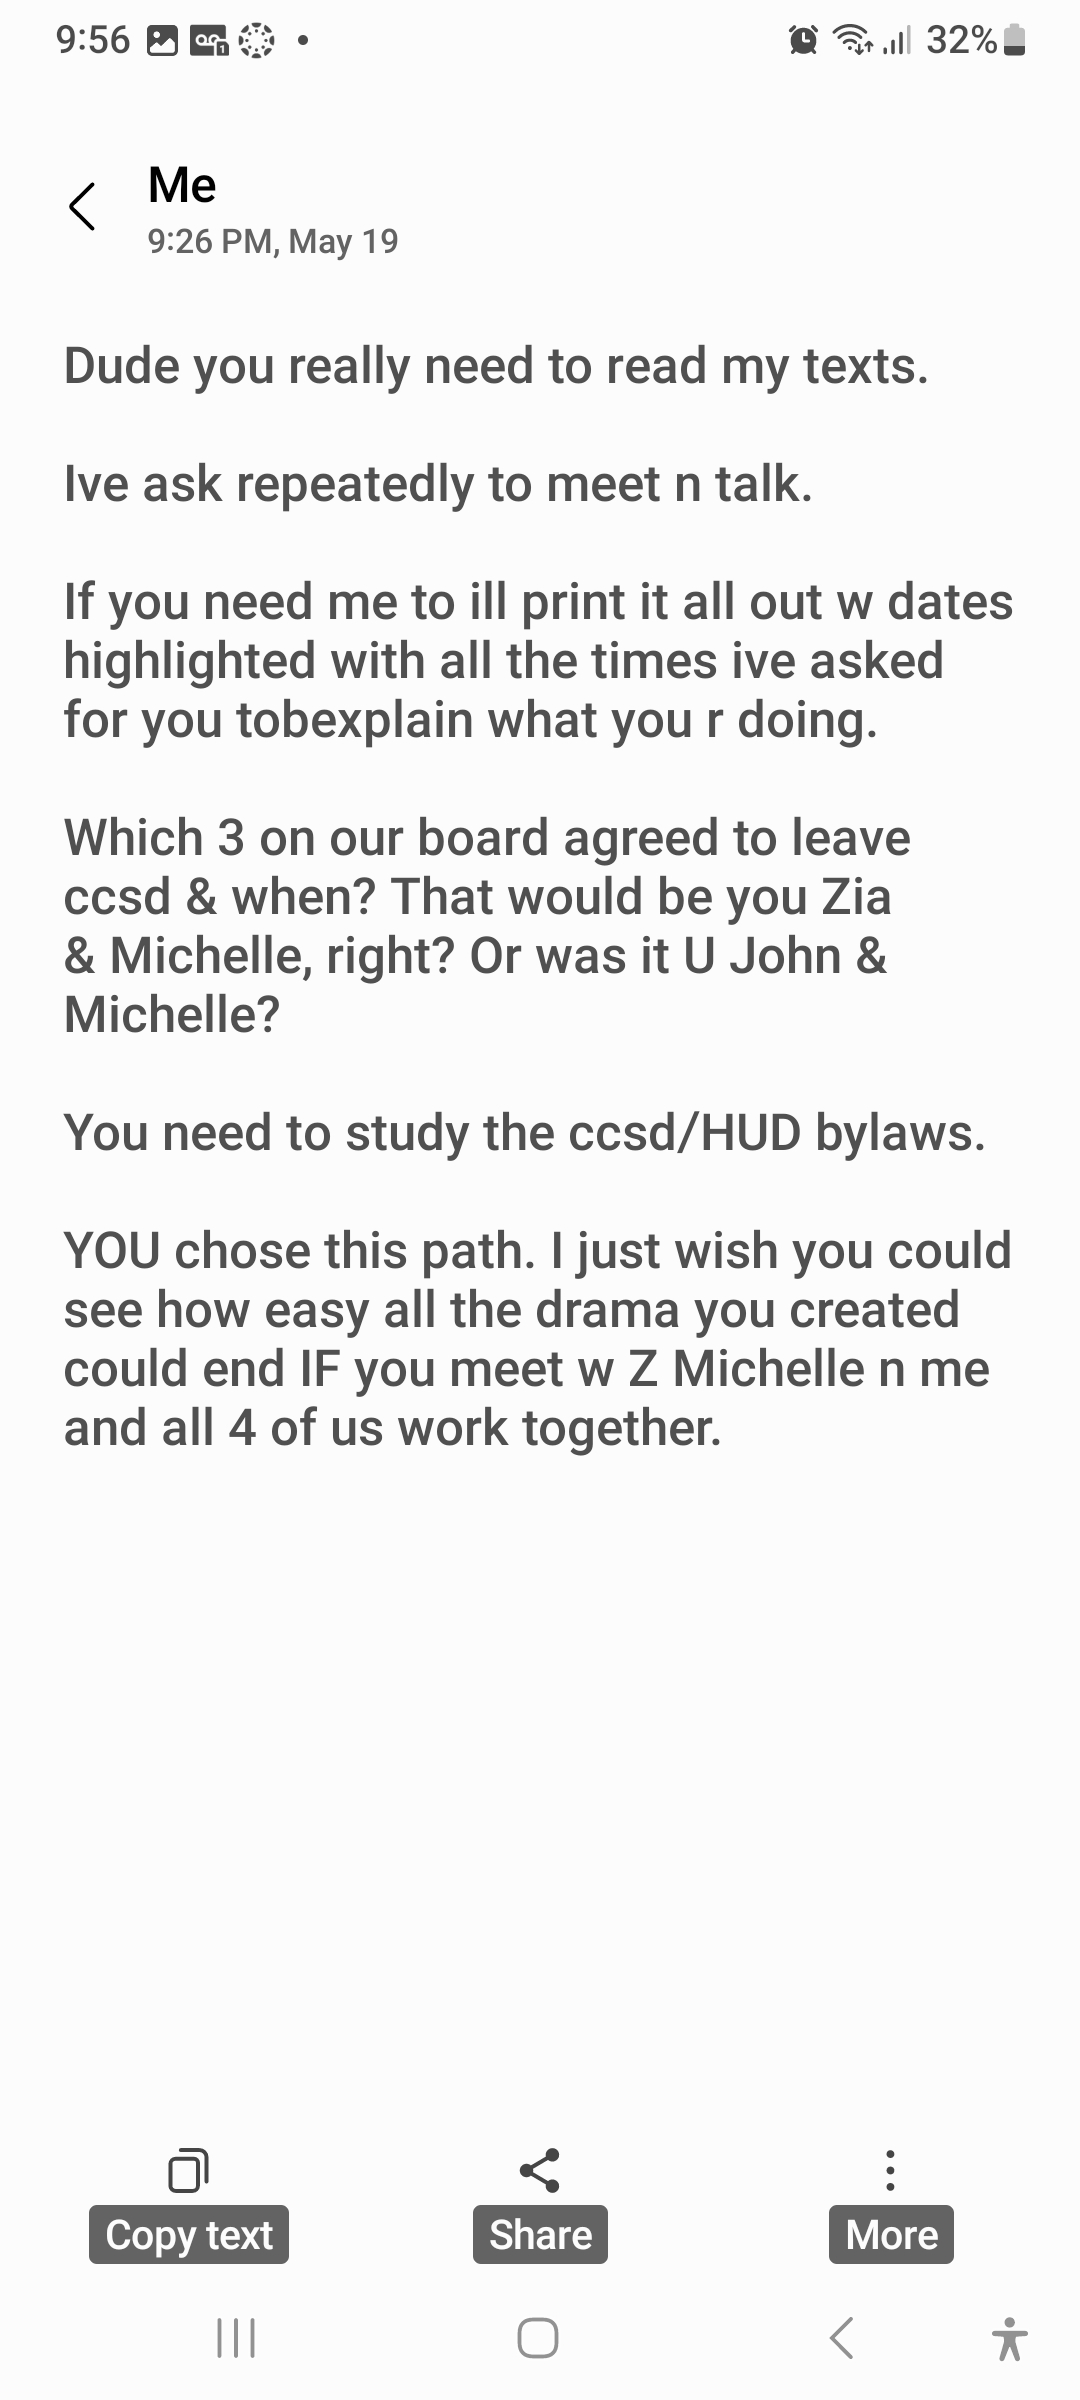 9:56
32%
Me
9:26 PM, May 19
Dude you really need to read my texts.
Ive ask repeatedly to meet n talk.
If you need me to ill print it all out w dates
highlighted with all the times ive asked
for you tobexplain what you r doing.
Which 3 on our board agreed to leave
ccsd & when? That would be you Zia
& Michelle, right? Or was it U John &
Michelle?
You need to study the ccsd/HUD bylaws.
YOU chose this path. I just wish you could
see how easy all the drama you created
could end IF you meet w Z Michelle n me
and all 4 of us work together.
Copy text
Share
More